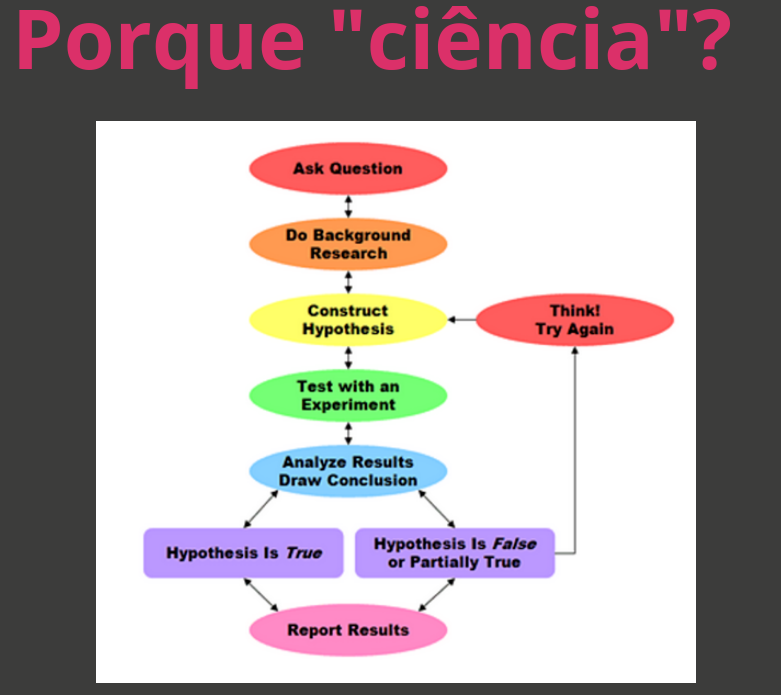 Porque "ciência"?
Ask Question
Do Background
Research
Construct
Hypothesis
Think!
Try Again
Test with an
Experiment
Analyze Results
Draw Conclusion
Hypothesis Is True
Hypothesis Is False
or Partially True
Report Results